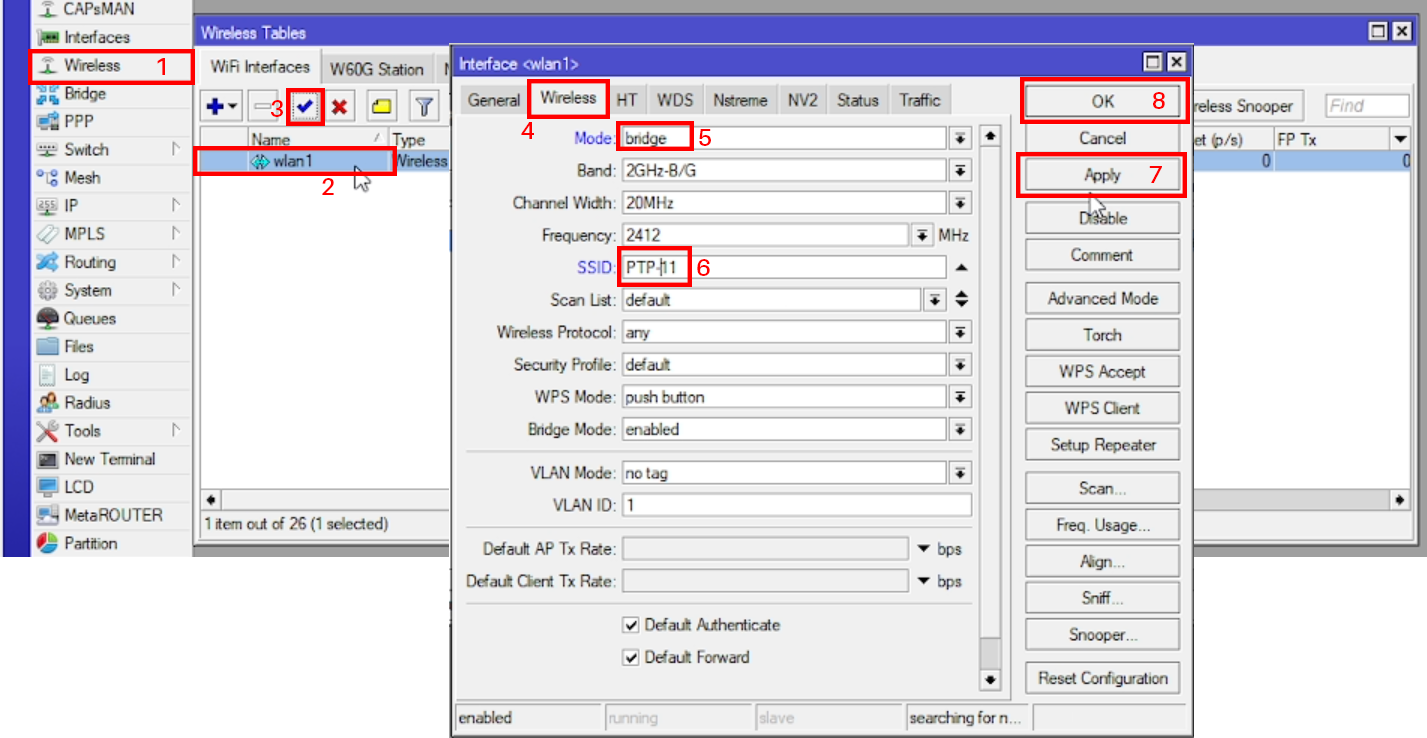 CAPsMAN
Interfaces
Wireless 1
Bridge
PPP
Switch
Mesh
255 IP
MPLS
Routing
System
Queues
Files
Log
Radius
Tools
New Terminal
LCD
MetaROUTER
Partition
Wireless Tables
WiFi Interfaces W60G Station
3
reless Snooper Find
Name / Type
et (p/s) FP Tx
wlan1 Wireless 0 0
2
1 item out of 26 (1 selected)
Interface <wlan1>
General Wireless HT WDS Nstreme NV2 Status Traffic
4
Mode: bridge 5
Band: 2GHz-B/G
Channel Width: 20MHz
Frequency: 2412 MHz
SSID: PTP-11 6
Scan List: default
Wireless Protocol: any
Security Profile: default
WPS Mode: push button
Bridge Mode: enabled
VLAN Mode: no tag
VLAN ID: 1
Default AP Tx Rate: bps
Default Client Tx Rate: bps
Default Authenticate
Default Forward
OK 8
Cancel
Apply 7
Disable
Comment
Advanced Mode
Torch
WPS Accept
WPS Client
Setup Repeater
Scan...
Freq. Usage...
Align...
Sniff...
Snooper...
Reset Configuration
enabled running slave searching for n...